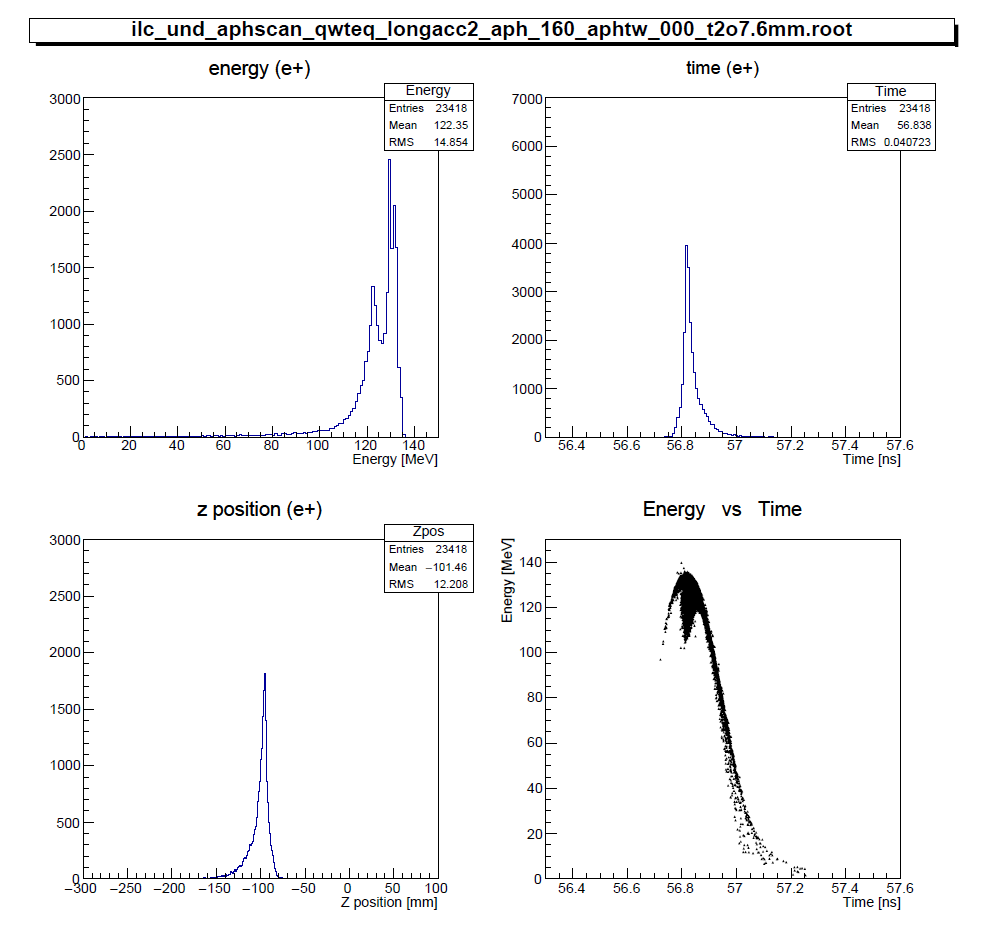 ilc_und_aphscan_qwteq_longacc2_aph_160_aphtw_000_t2o7.6mm.root
energy (e+)
Energy
Entries 23418
Mean 122.35
RMS 14.854
3000
2500
2000
1500
1000
500
0
0 20 40 60 80 100 120 140
Energy [MeV]
time (e+)
Time
Entries 23418
Mean 56.838
RMS 0.040723
7000
6000
5000
4000
3000
2000
1000
0
56.4 56.6 56.8 57 57.2 57.4 57.6
Time [ns]
z position (e+)
Zpos
Entries 23418
Mean −101.46
RMS 12.208
3000
2500
2000
1500
1000
500
0
−300 −250 −200 −150 −100 −50 0 50 100
Z position [mm]
Energy vs Time
Energy [MeV]
140
120
100
80
60
40
20
0
56.4 56.6 56.8 57 57.2 57.4 57.6
Time [ns]